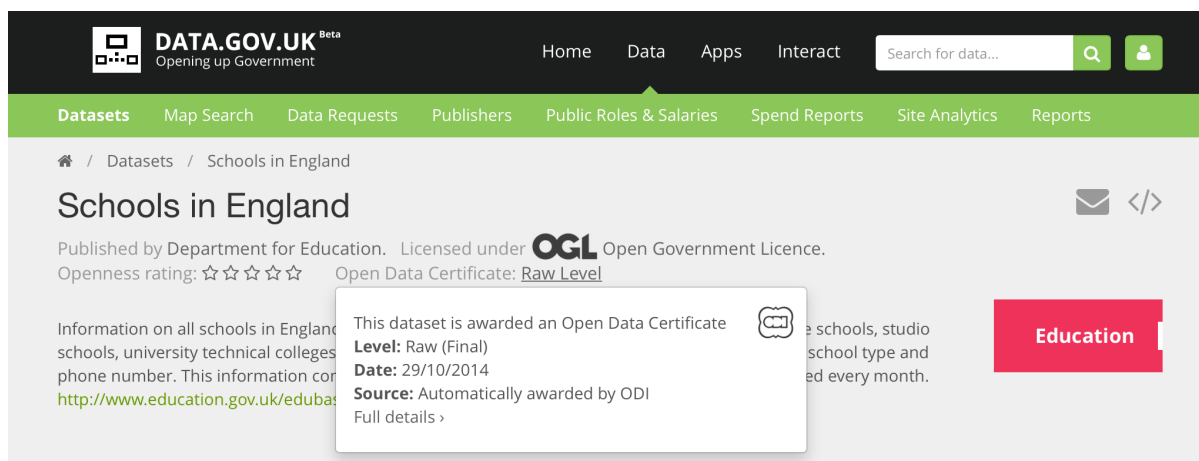 DATA.GOV.UK Beta
Opening up Government
Home Data Apps Interact Search for data...
Datasets Map Search Data Requests Publishers Public Roles & Salaries Spend Reports Site Analytics Reports
/ Datasets / Schools in England
Schools in England
Published by Department for Education. Licensed under OGL Open Government Licence.
Openness rating: Open Data Certificate: Raw Level
This dataset is awarded an Open Data Certificate
Level: Raw (Final)
Date: 29/10/2014
Source: Automatically awarded by ODI
Full details ›
Information on all schools in England schools, studio
schools, university technical colleges school type and
phone number. This information every month.
http://www.education.gov.uk/
Education